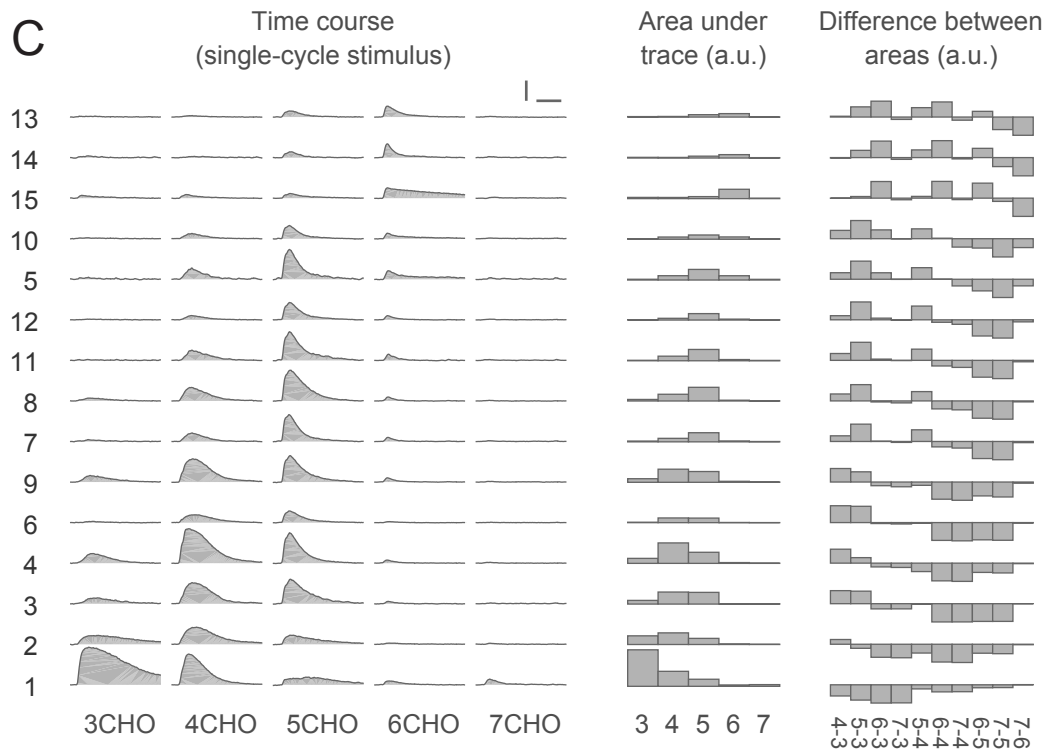 C
Time course
(single-cycle stimulus)
Area under
trace (a.u.)
Difference between
areas (a.u.)
13
14
15
10
5
12
11
8
7
9
6
4
3
2
1
3CHO 4CHO 5CHO 6CHO 7CHO
3 4 5 6 7
4-3 5-3 6-3 7-3 5-4 6-4 7-4 6-5 7-5 7-6